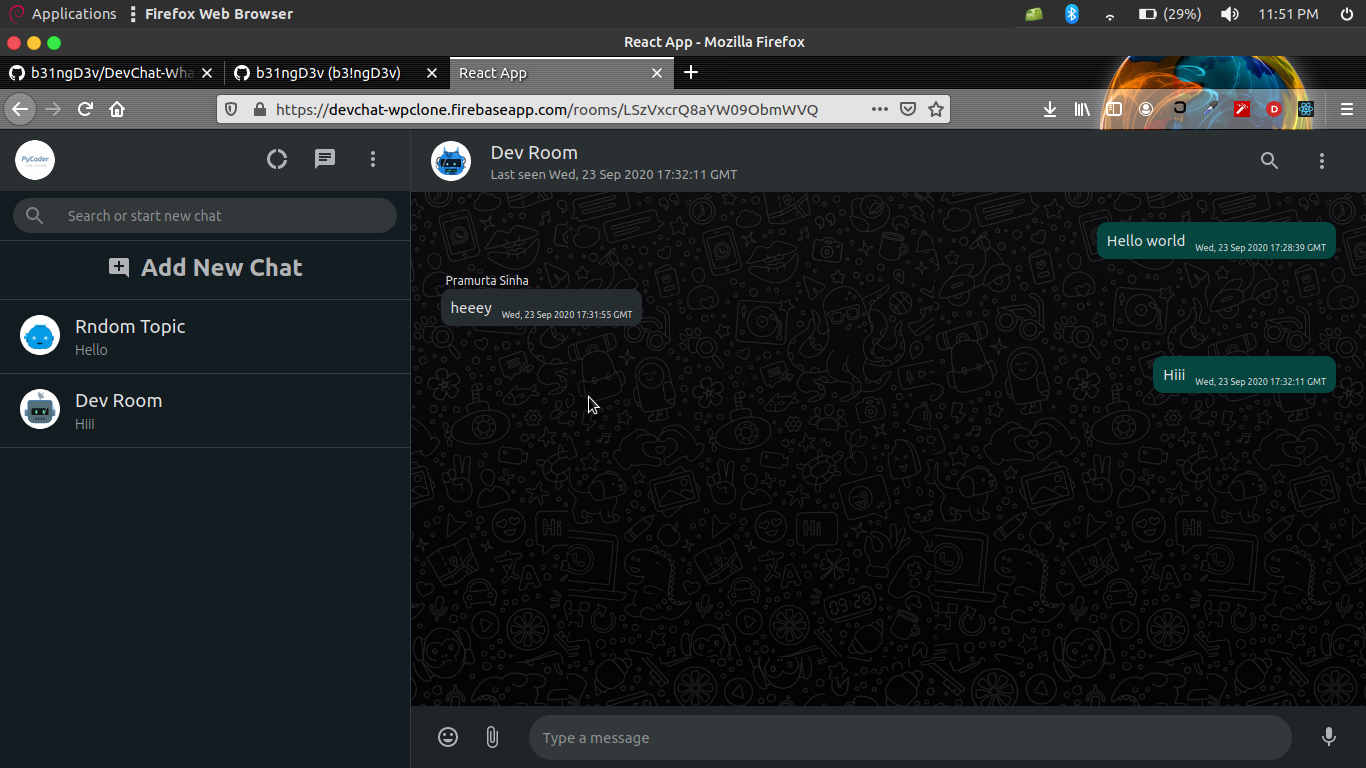 Applications Firefox Web Browser (29%) 11:51 PM
React App - Mozilla Firefox
b31ngD3v/DevChat-Wha b31ngD3v (b3!ngD3v) React App
https://devchat-wpclone.firebaseapp.com/rooms/LSzVxcrQ8aYW09ObmWVQ
PyCoder
Dev Room
Last seen Wed, 23 Sep 2020 17:32:11 GMT
Search or start new chat
Add New Chat
Rndom Topic
Hello
Dev Room
Hiii
Hello world Wed, 23 Sep 2020 17:28:39 GMT
Pramurta Sinha
heeey Wed, 23 Sep 2020 17:31:55 GMT
Hiii Wed, 23 Sep 2020 17:32:11 GMT
Hi
Hi
09:28
Type a message